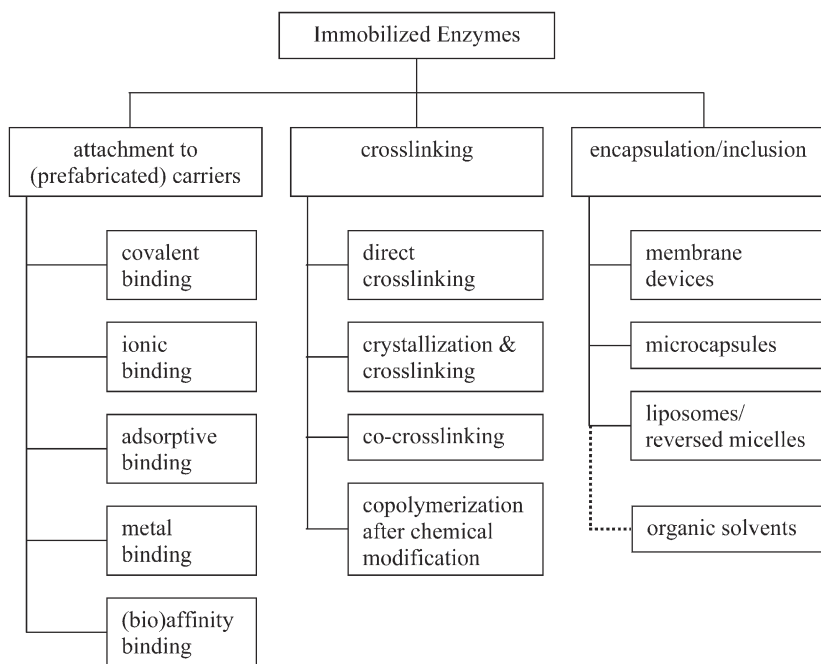 Immobilized Enzymes
attachment to
(prefabricated) carriers
covalent
binding
ionic
binding
adsorptive
binding
metal
binding
(bio)affinity
binding
crosslinking
direct
crosslinking
crystallization &
crosslinking
co-crosslinking
copolymerization
after chemical
modification
encapsulation/inclusion
membrane
devices
microcapsules
liposomes/
reversed micelles
organic solvents